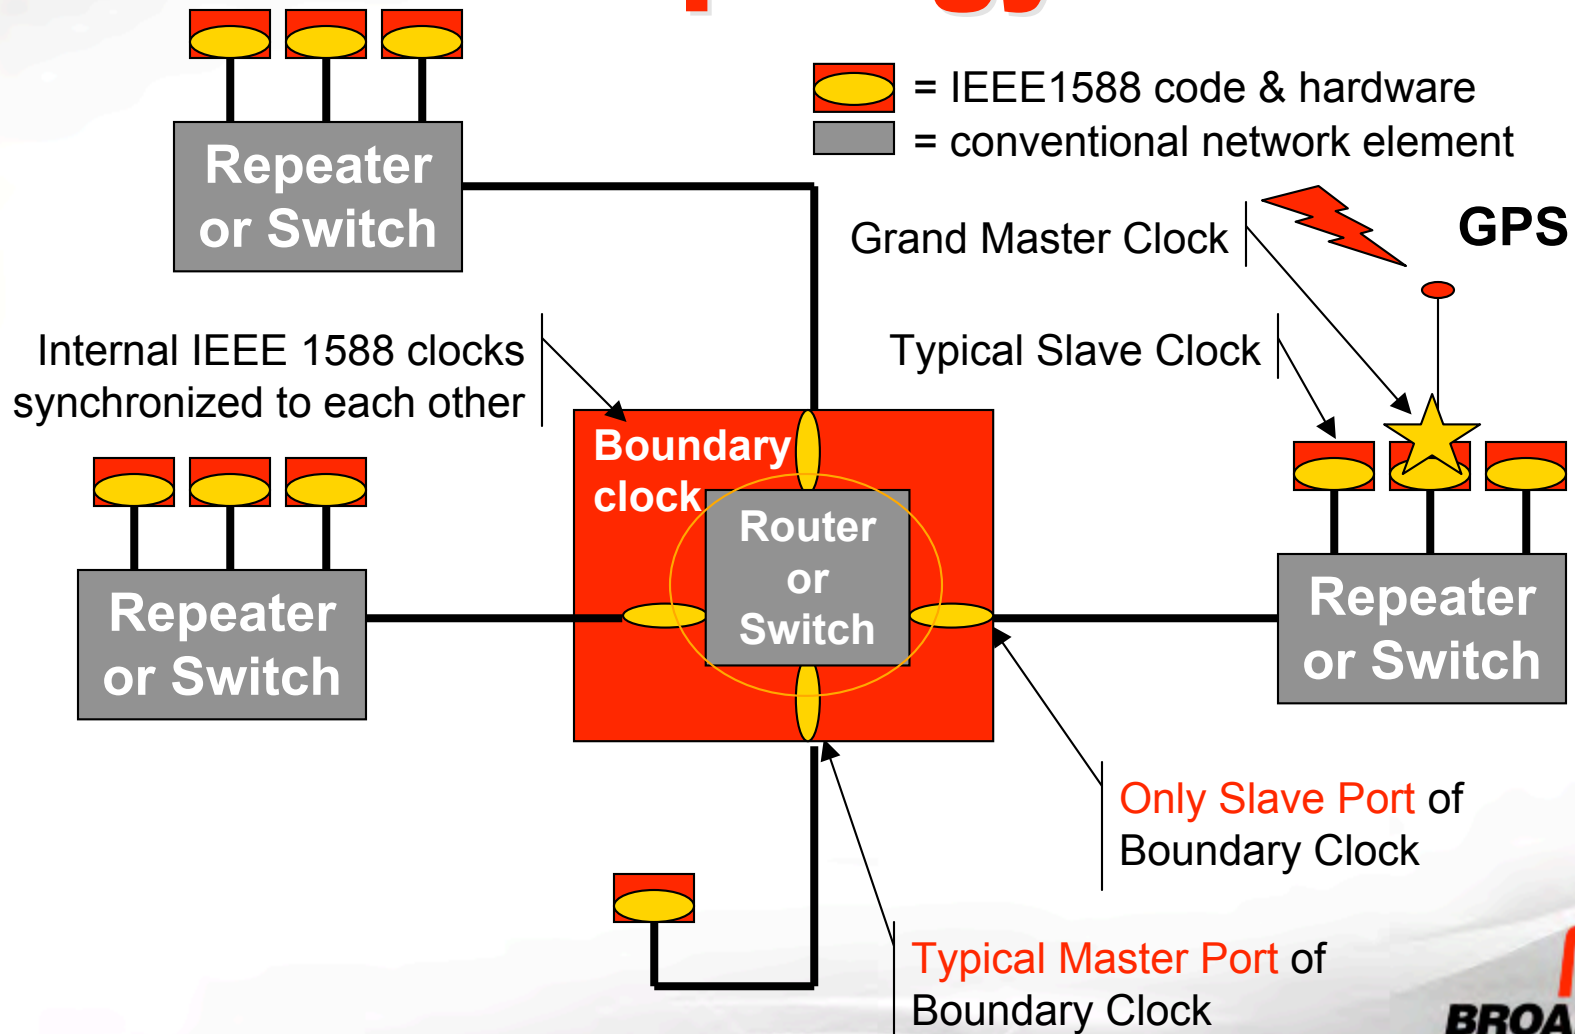 = IEEE1588 code & hardware
= conventional network element
Repeater
or Switch
Grand Master Clock
GPS
Internal IEEE 1588 clocks
synchronized to each other
Typical Slave Clock
Boundary
clock
Router
or
Switch
Repeater
or Switch
Repeater
or Switch
Only Slave Port of
Boundary Clock
Typical Master Port of
Boundary Clock